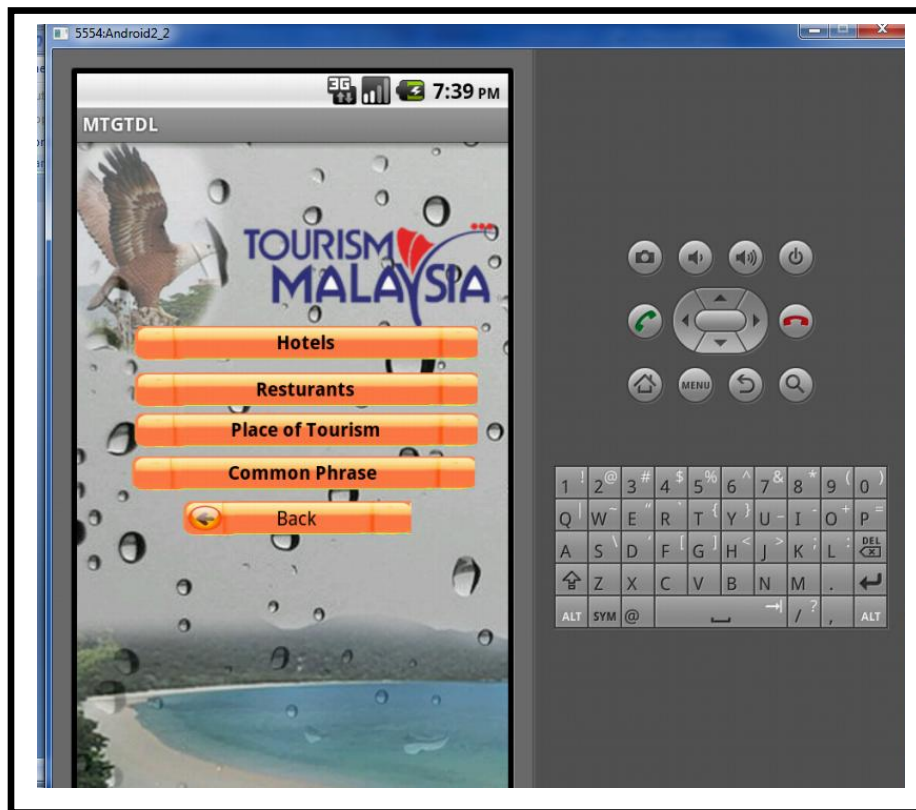 5554:Android2_2
3G
7:39 PM
MTGTDL
TOURISM
MALAYSIA
Hotels
Resturants
Place of Tourism
Common Phrase
Back
MENU
1 ! 2 @ 3 # 4 $ 5 % 6 ^ 7 & 8 * 9 ( 0 )
Q | W ~ E " R ` T { Y } U - I - O + P =
A S \ D ' F [ G ] H < J > K ; L : DEL
Z X C V B N M .
ALT SYM @ / ? , ALT